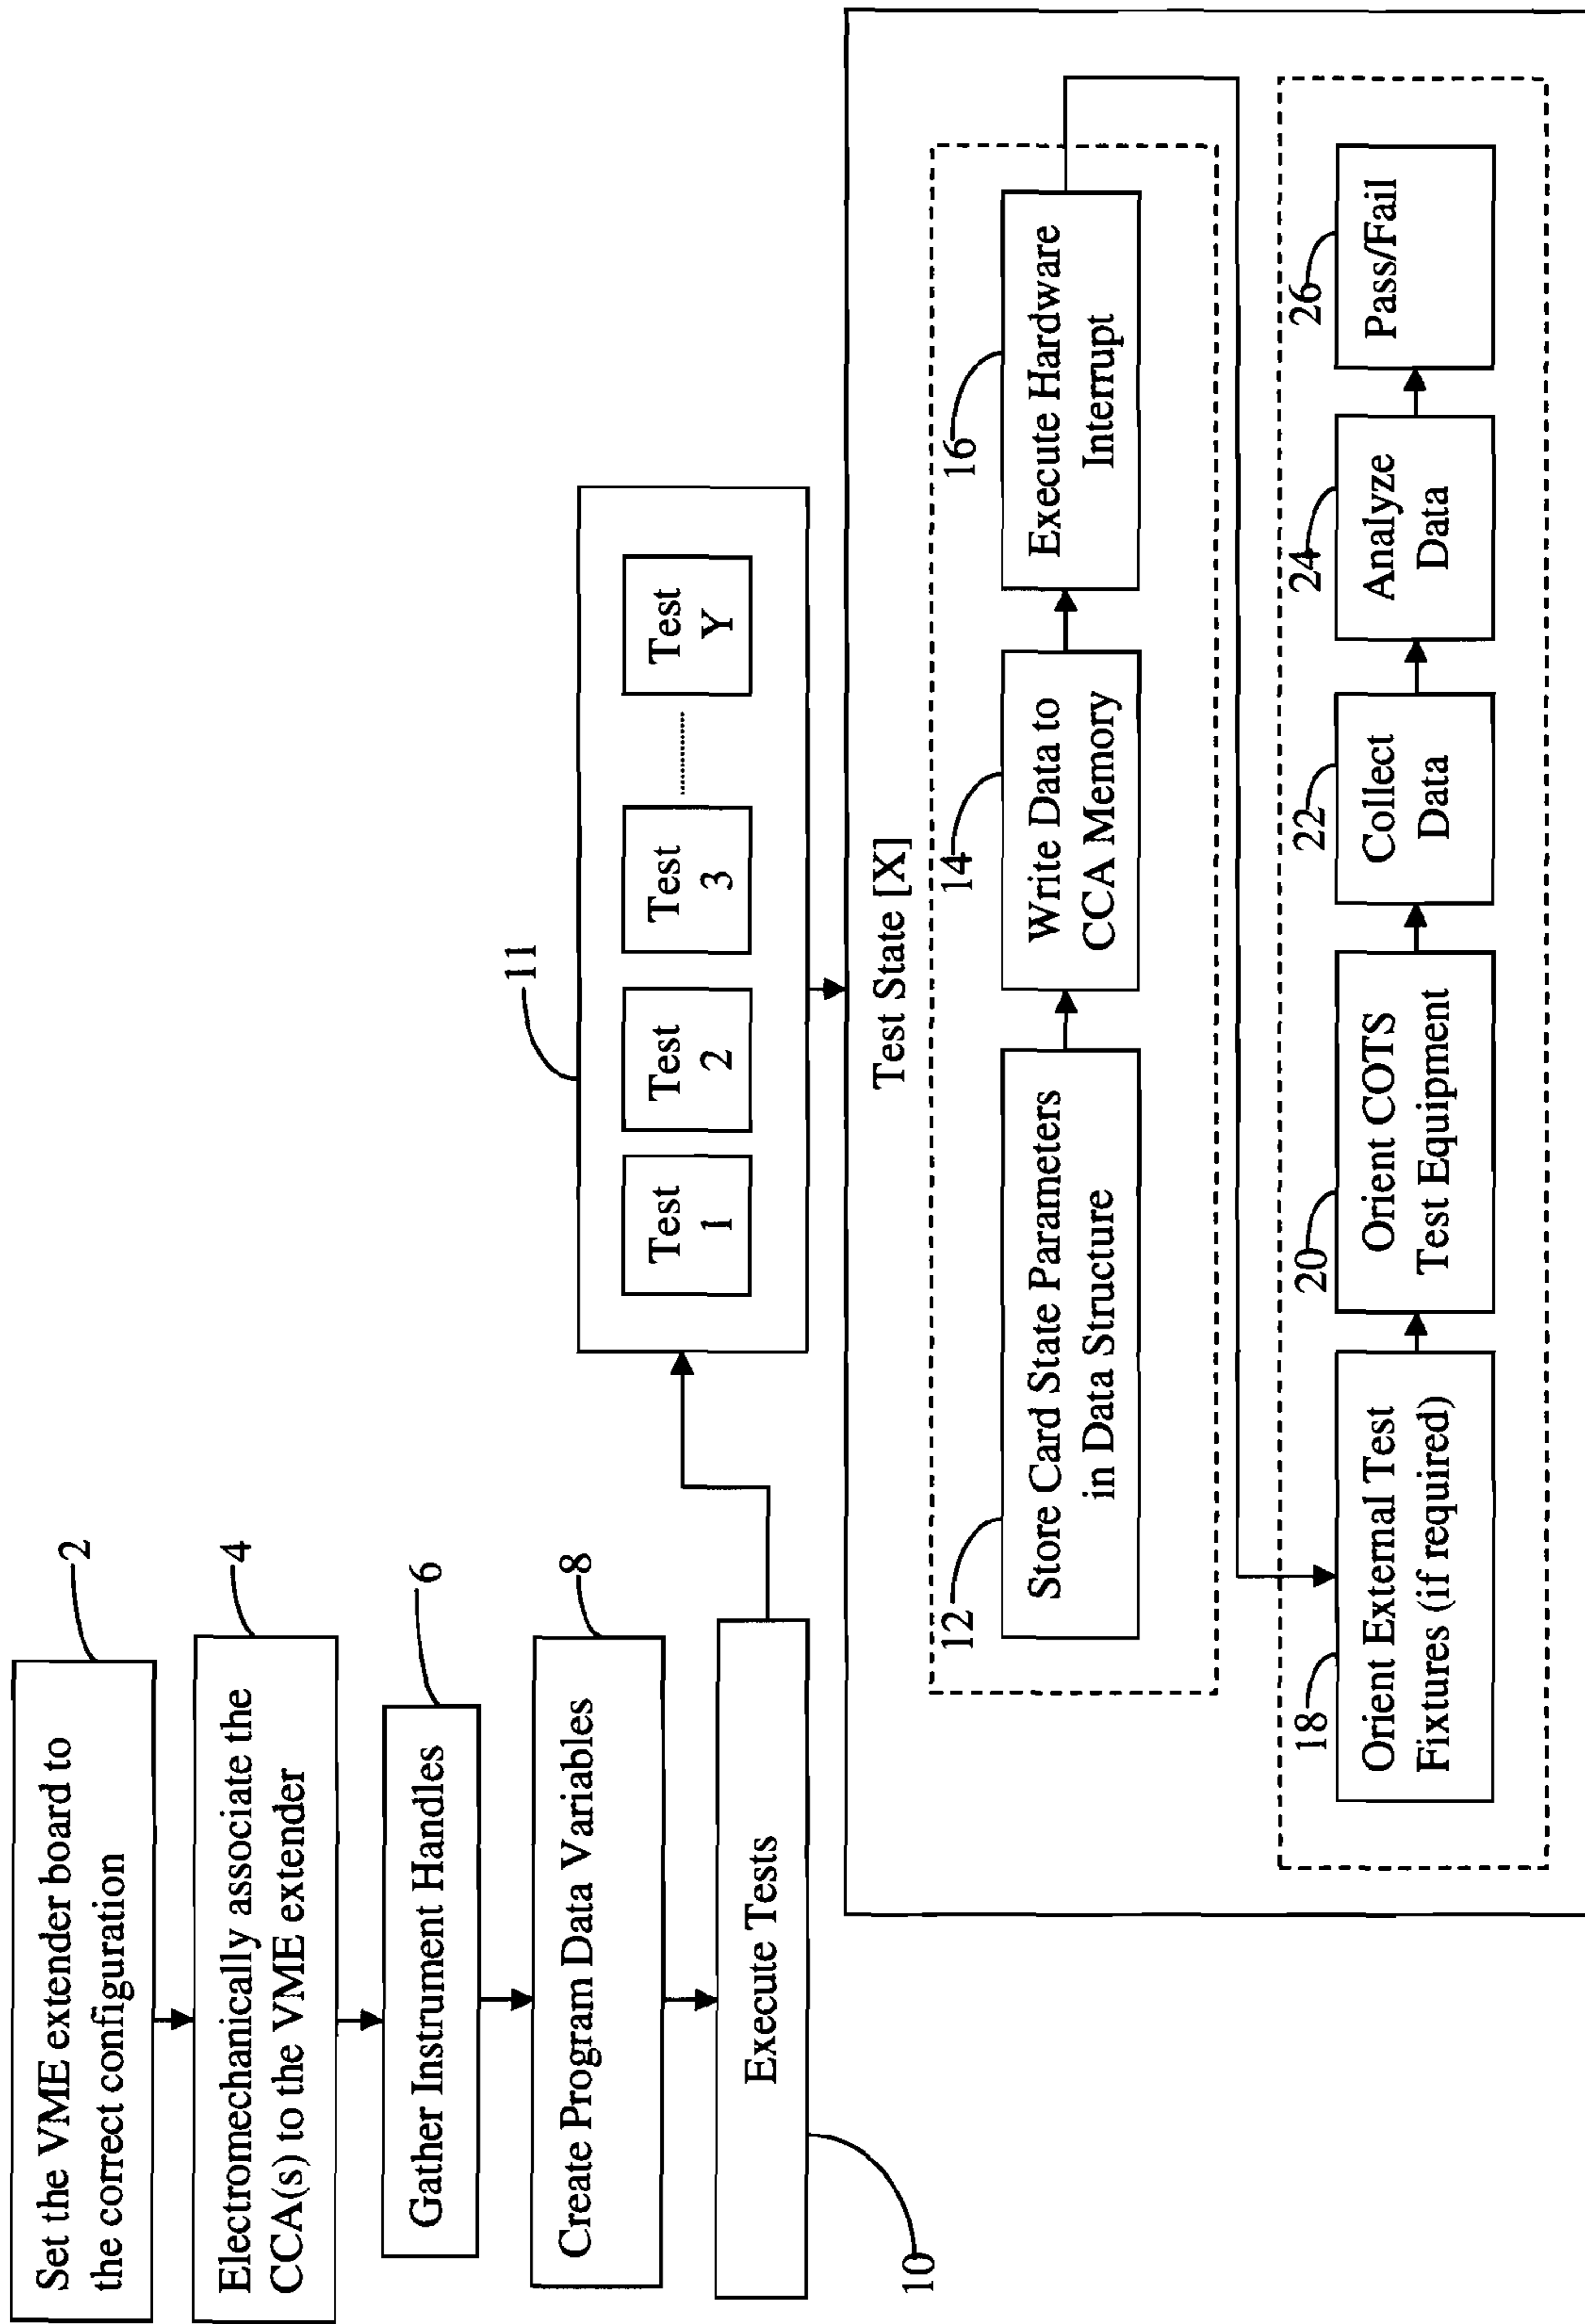 Set the VME extender board to
the correct configuration
2
Electromechanically associate the
CCA(s) to the VME extender
4
Gather Instrument Handles
6
Create Program Data Variables
8
Execute Tests
10
11
Test
1
Test
2
Test
3
Test
Y
Test State [X]
12
Store Card State Parameters
in Data Structure
14
Write Data to
CCA Memory
16
Execute Hardware
Interrupt
18
Orient External Test
Fixtures (if required)
20
Orient COTS
Test Equipment
22
Collect
Data
24
Analyze
Data
26
Pass/Fail